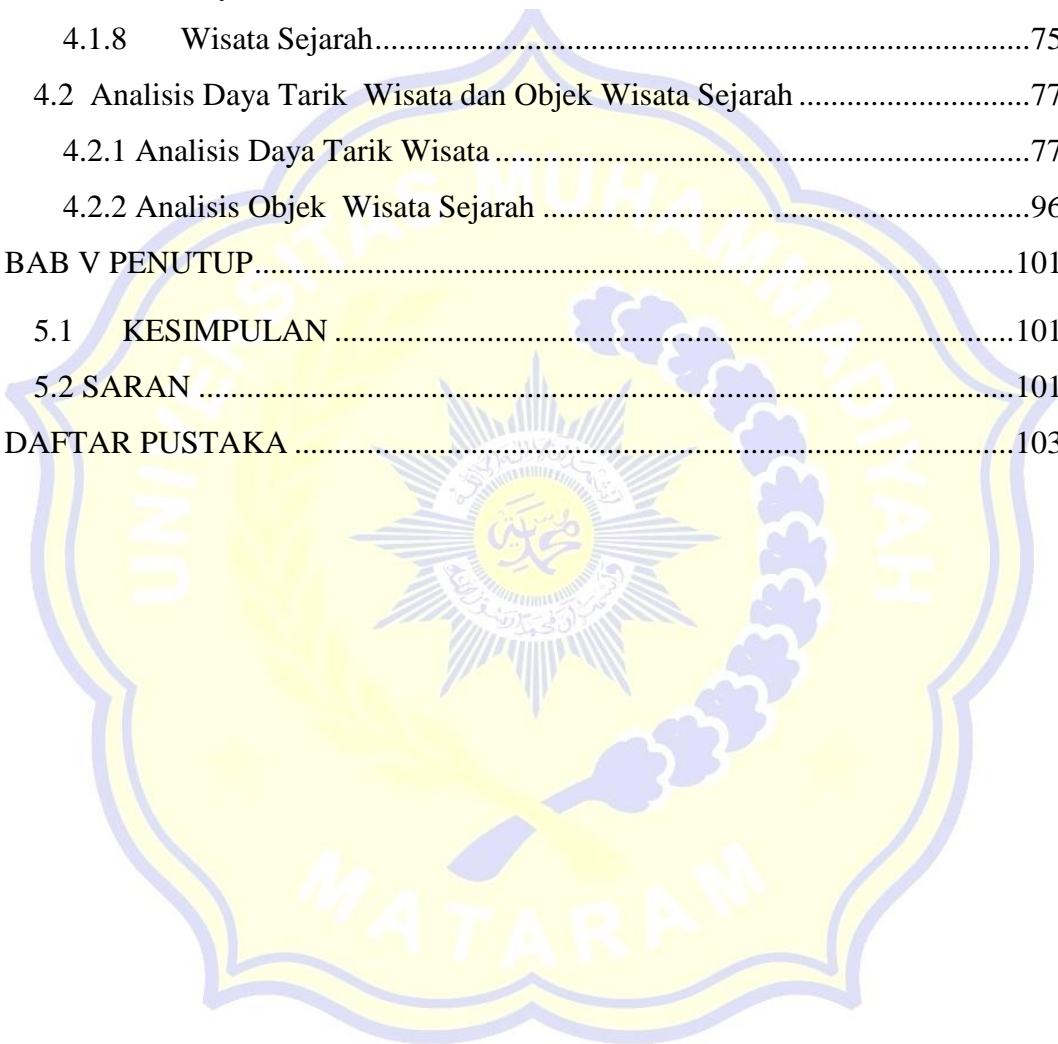 4.1.8 Wisata Sejarah...................................................................................75
4.2 Analisis Daya Tarik Wisata dan Objek Wisata Sejarah .............................77
4.2.1 Analisis Daya Tarik Wisata....................................................................77
4.2.2 Analisis Objek Wisata Sejarah ..............................................................96
BAB V PENUTUP................................................................................................101
5.1 KESIMPULAN .......................................................................................101
5.2 SARAN .........................................................................................................101
DAFTAR PUSTAKA ...........................................................................................103
UNIVERSITAS MUHAMMADIYAH
MATARAM